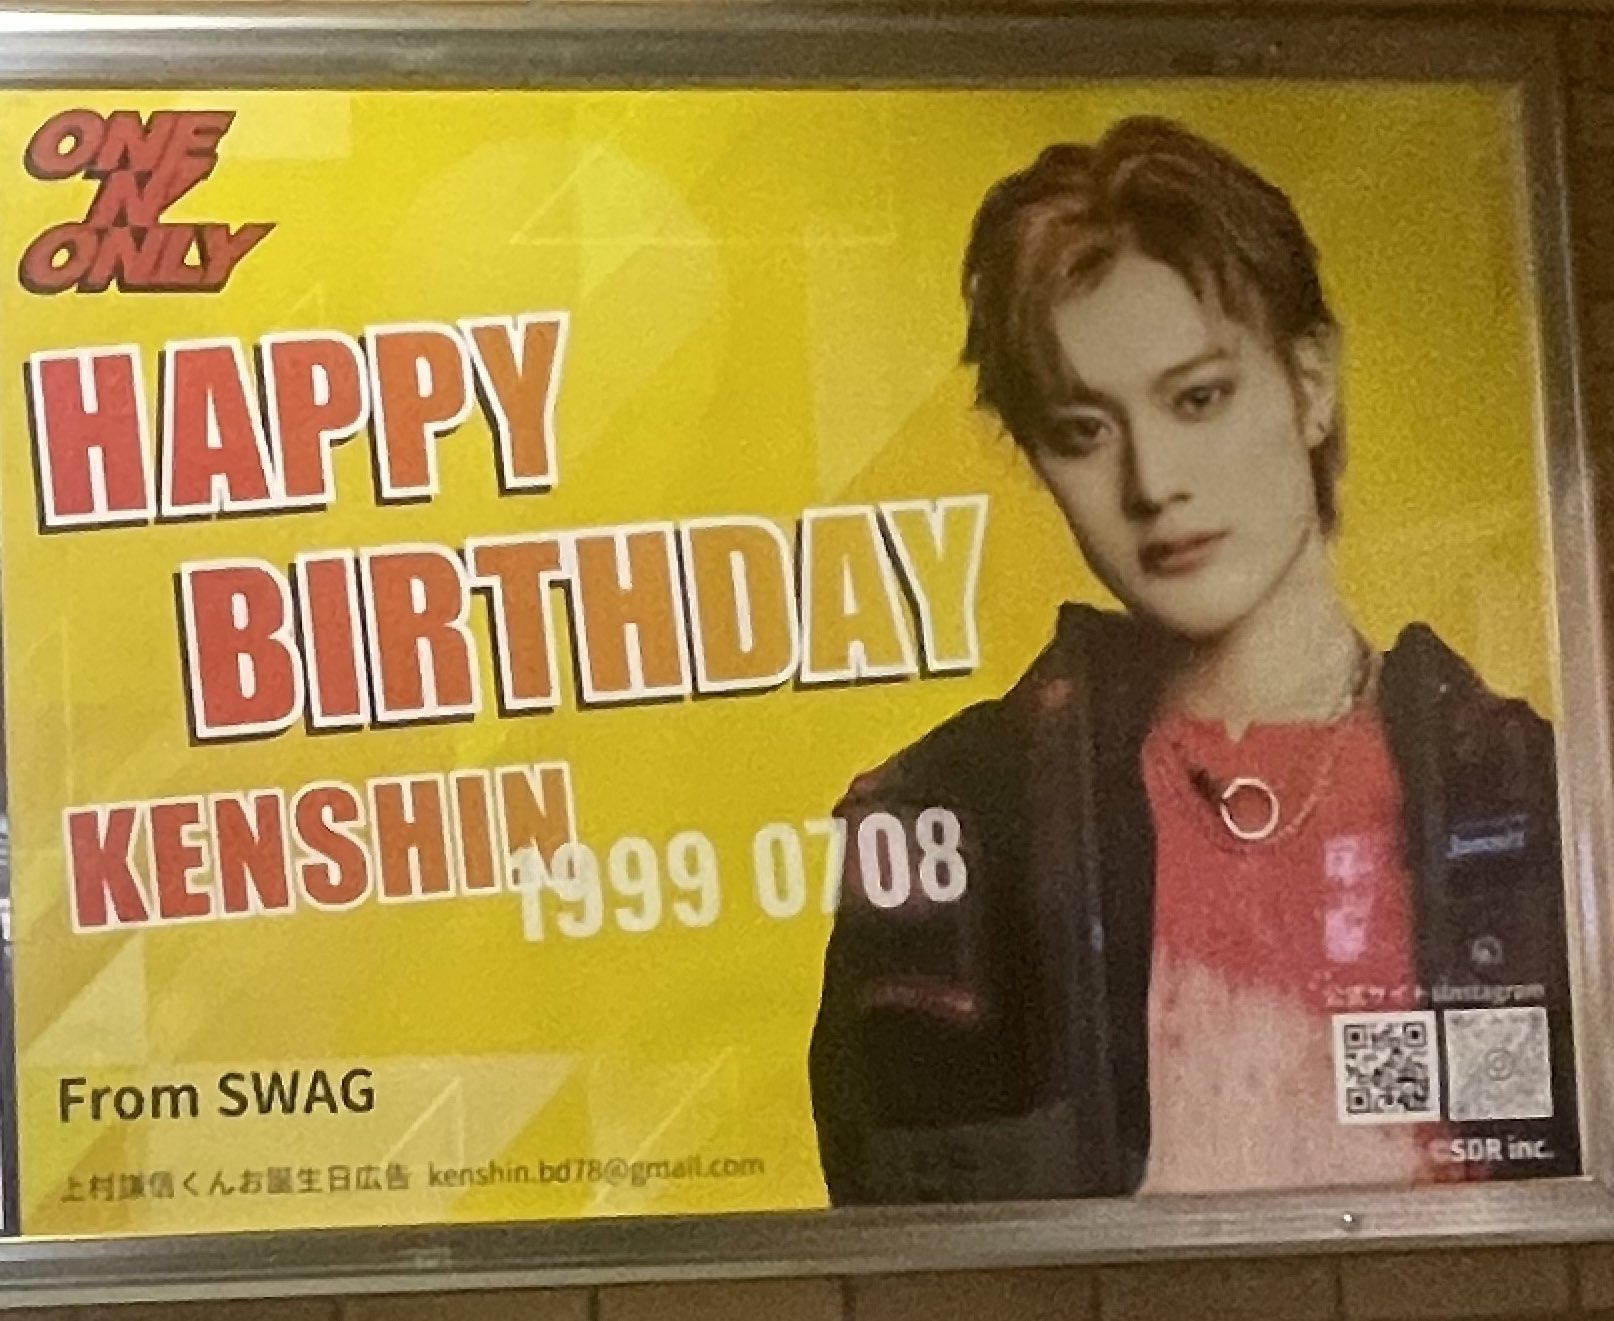 ONE
N
ONLY
HAPPY
BIRTHDAY
KENSHIN
1999 0708
From SWAG
上村謙信くんお誕生日広告 kenshin.bd78@gmail.com
公式サイト Instagram
©SDR inc.